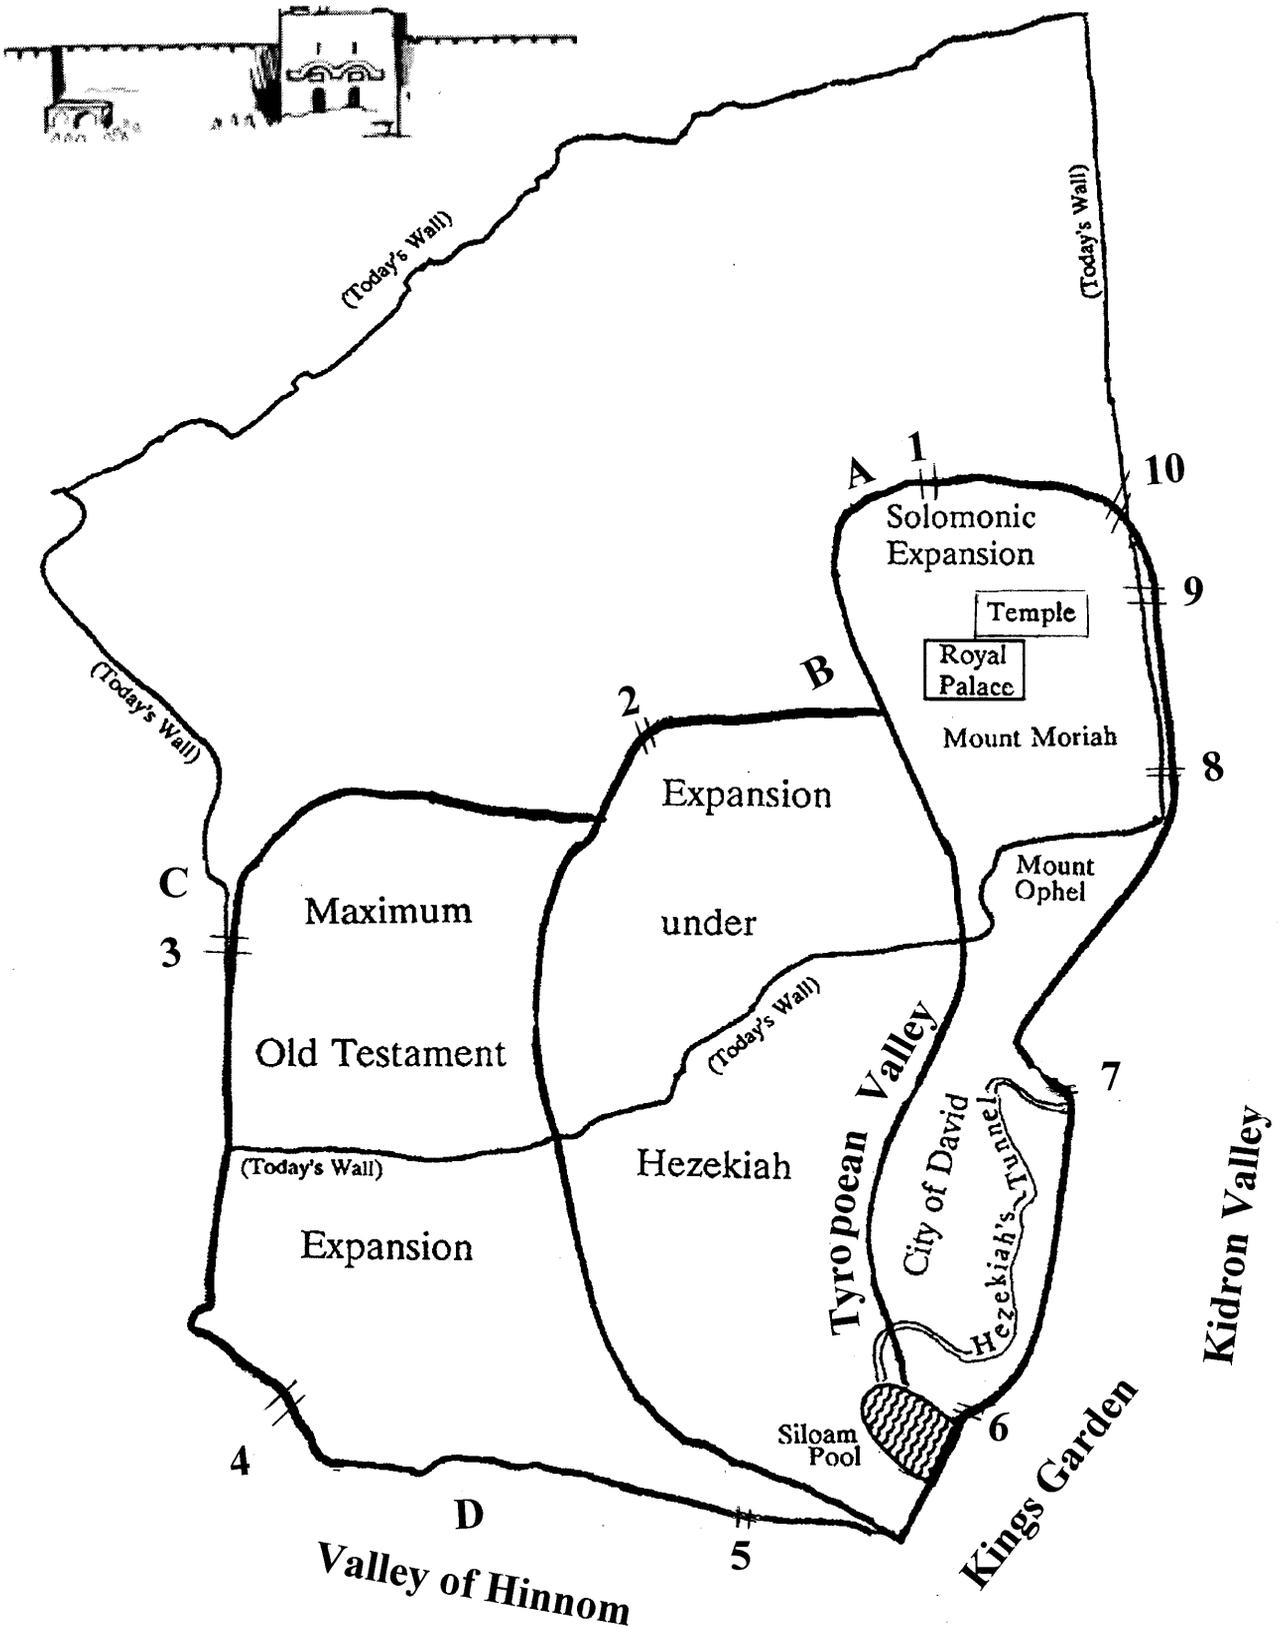 (Today's Wall)
(Today's Wall)
1
A
10
Solomonic
Expansion
9
Temple
Royal
Palace
B
(Today's Wall)
2
Mount Moriah
8
Expansion
Mount
Ophel
C
Maximum
under
3
(Today's Wall)
Old Testament
Tyropoean Valley
7
(Today's Wall)
Hezekiah
City of David
Hezekiah's Tunnel
Kidron Valley
Expansion
Siloam
Pool
6
4
Kings Garden
D
5
Valley of Hinnom